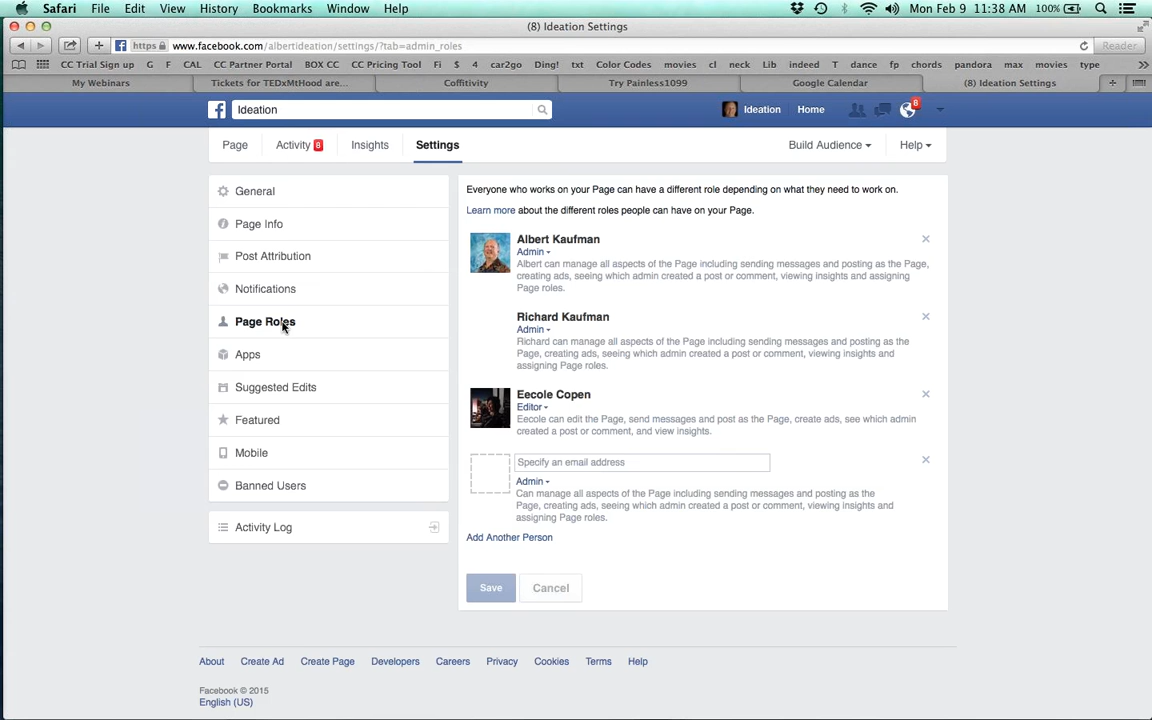 Safari File Edit View History Bookmarks Window Help Mon Feb 9 11:38 AM 100%
(8) Ideation Settings
https www.facebook.com/albertideation/settings/?tab=admin_roles Reader
CC Trial Sign up G F CAL CC Partner Portal BOX CC CC Pricing Tool Fi $ 4 car2go Ding! txt Color Codes movies cl neck Lib indeed T dance fp chords pandora max movies type
My Webinars Tickets for TEDxMtHood are... Coffitivity Try Painless1099 Google Calendar (8) Ideation Settings
Ideation Ideation Home 8
Page Activity 8 Insights Settings Build Audience Help
General
Page Info
Post Attribution
Notifications
Page Roles
Apps
Suggested Edits
Featured
Mobile
Banned Users
Activity Log
Everyone who works on your Page can have a different role depending on what they need to work on.
Learn more about the different roles people can have on your Page.
Albert Kaufman
Admin
Albert can manage all aspects of the Page including sending messages and posting as the Page,
creating ads, seeing which admin created a post or comment, viewing insights and assigning
Page roles.
Richard Kaufman
Admin
Richard can manage all aspects of the Page including sending messages and posting as the
Page, creating ads, seeing which admin created a post or comment, viewing insights and
assigning Page roles.
Eecole Copen
Editor
Eecole can edit the Page, send messages and post as the Page, create ads, see which admin
created a post or comment, and view insights.
Specify an email address
Admin
Can manage all aspects of the Page including sending messages and posting as the
Page, creating ads, seeing which admin created a post or comment, viewing insights and
assigning Page roles.
Add Another Person
Save Cancel
About Create Ad Create Page Developers Careers Privacy Cookies Terms Help
Facebook © 2015
English (US)